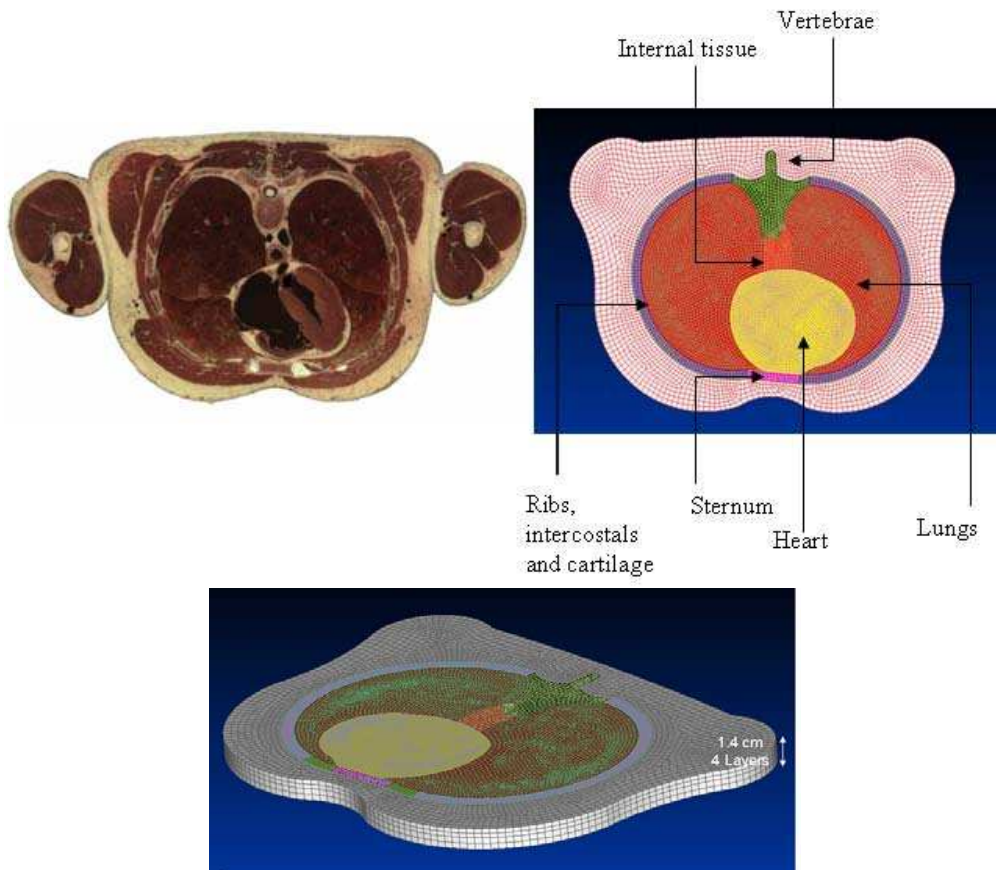 Vertebrae
Internal tissue
Ribs,
intercostals
and cartilage
Sternum
Heart
Lungs
1.4 cm
4 Layers